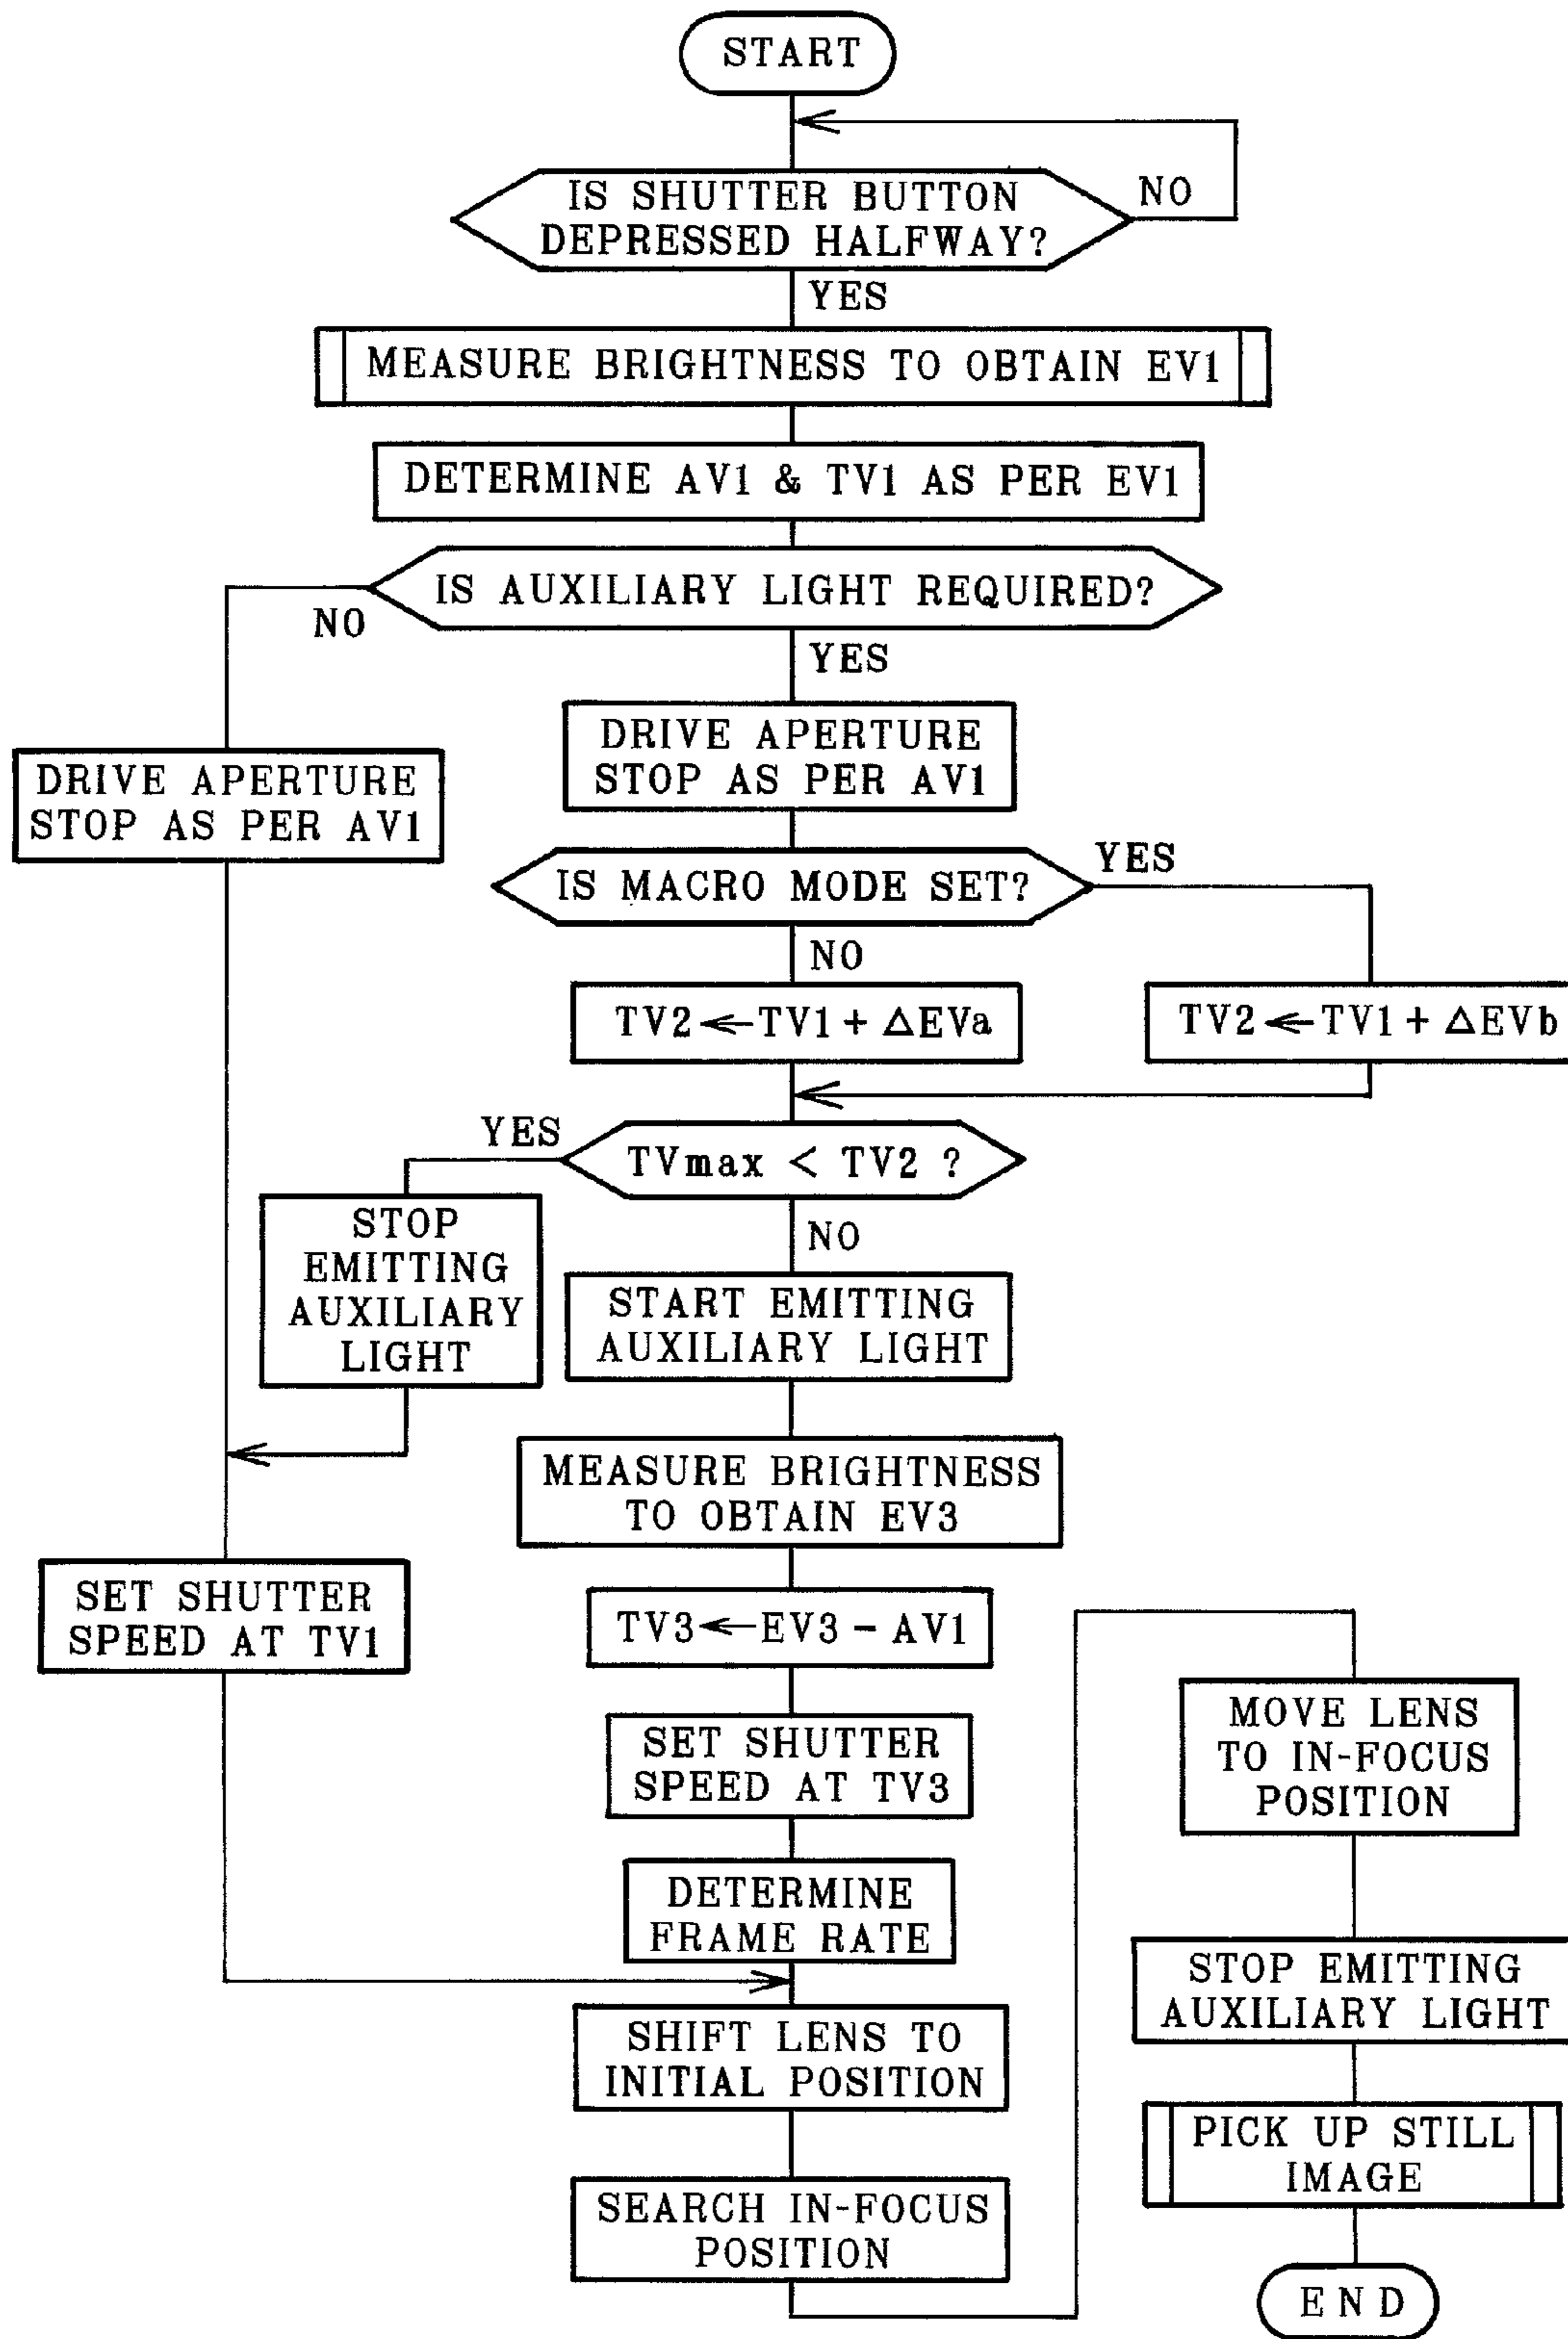 START
IS SHUTTER BUTTON
DEPRESSED HALFWAY?
NO
YES
MEASURE BRIGHTNESS TO OBTAIN EV1
DETERMINE AV1 & TV1 AS PER EV1
IS AUXILIARY LIGHT REQUIRED?
NO
YES
DRIVE APERTURE
STOP AS PER AV1
DRIVE APERTURE
STOP AS PER AV1
IS MACRO MODE SET?
YES
NO
TV2←TV1 + △EVa
TV2←TV1 + △EVb
TVmax < TV2 ?
YES
NO
STOP
EMITTING
AUXILIARY
LIGHT
START EMITTING
AUXILIARY LIGHT
MEASURE BRIGHTNESS
TO OBTAIN EV3
SET SHUTTER
SPEED AT TV1
TV3←EV3 - AV1
SET SHUTTER
SPEED AT TV3
DETERMINE
FRAME RATE
SHIFT LENS TO
INITIAL POSITION
SEARCH IN-FOCUS
POSITION
MOVE LENS
TO IN-FOCUS
POSITION
STOP EMITTING
AUXILIARY LIGHT
PICK UP STILL
IMAGE
END